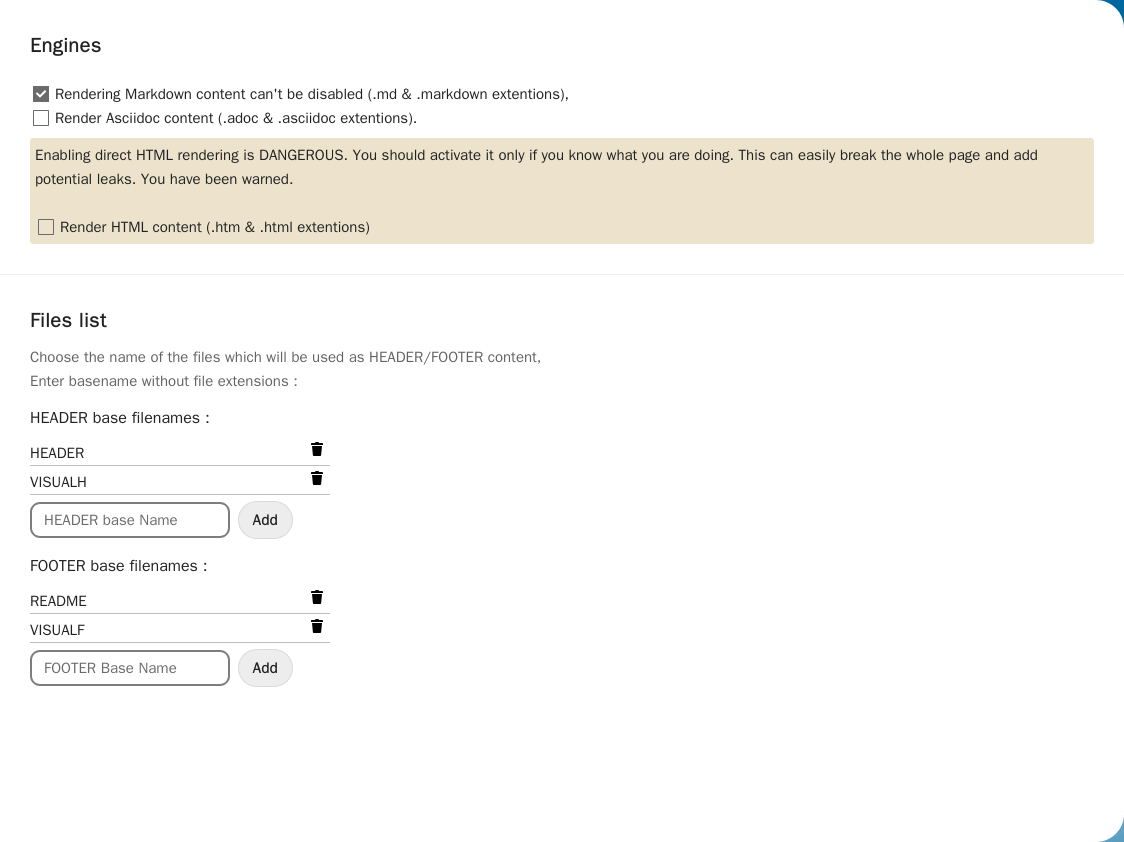 Engines
Rendering Markdown content can't be disabled (.md & .markdown extentions),
Render Asciidoc content (.adoc & .asciidoc extentions).
Enabling direct HTML rendering is DANGEROUS. You should activate it only if you know what you are doing. This can easily break the whole page and add
potential leaks. You have been warned.
Render HTML content (.htm & .html extentions)
Files list
Choose the name of the files which will be used as HEADER/FOOTER content,
Enter basename without file extensions :
HEADER base filenames :
HEADER
VISUALH
HEADER base Name
Add
FOOTER base filenames :
README
VISUALF
FOOTER Base Name
Add